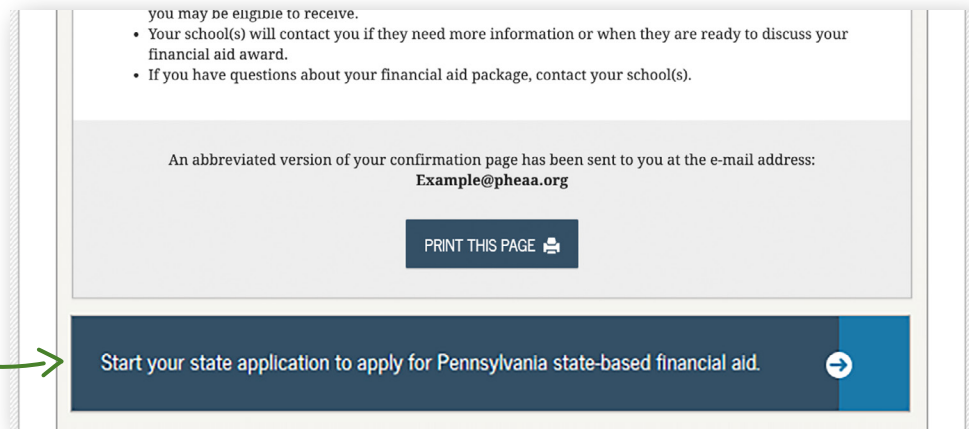 you may be eligible to receive.
• Your school(s) will contact you if they need more information or when they are ready to discuss your
financial aid award.
• If you have questions about your financial aid package, contact your school(s).
An abbreviated version of your confirmation page has been sent to you at the e-mail address:
Example@pheaa.org
PRINT THIS PAGE
Start your state application to apply for Pennsylvania state-based financial aid.